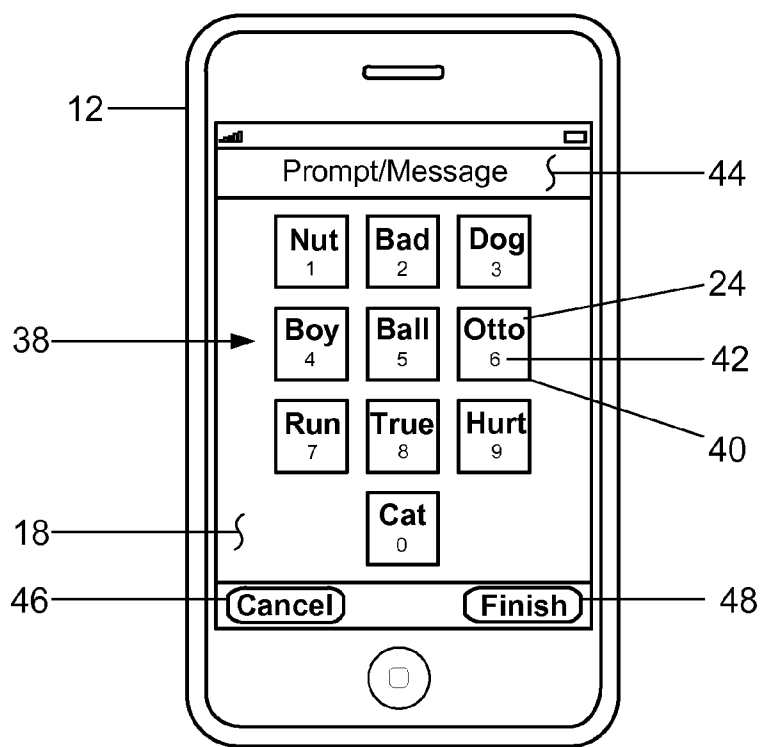 12
Prompt/Message
44
Nut Bad Dog
1 2 3
24
38
Boy Ball Otto
4 5 6
42
Run True Hurt
7 8 9
40
Cat
0
18
46
Cancel Finish
48